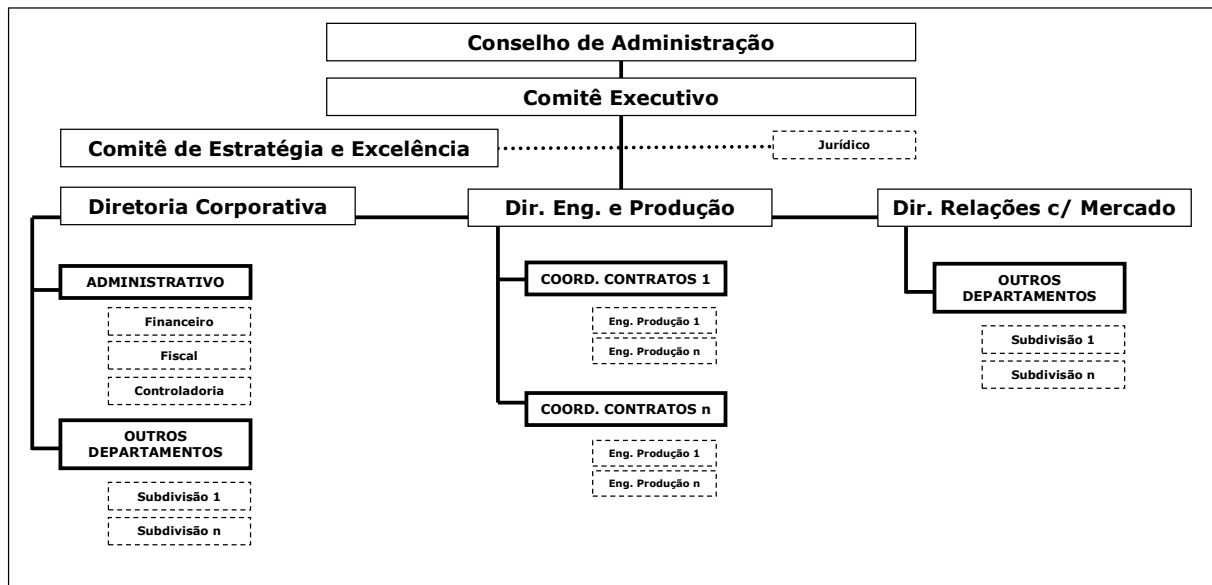 Conselho de Administração
Comitê Executivo
Comitê de Estratégia e Excelência
Jurídico
Diretoria Corporativa
Dir. Eng. e Produção
Dir. Relações c/ Mercado
ADMINISTRATIVO
Financeiro
Fiscal
Controladoria
OUTROS
DEPARTAMENTOS
Subdivisão 1
Subdivisão n
COORD. CONTRATOS 1
Eng. Produção 1
Eng. Produção n
COORD. CONTRATOS n
Eng. Produção 1
Eng. Produção n
OUTROS
DEPARTAMENTOS
Subdivisão 1
Subdivisão n